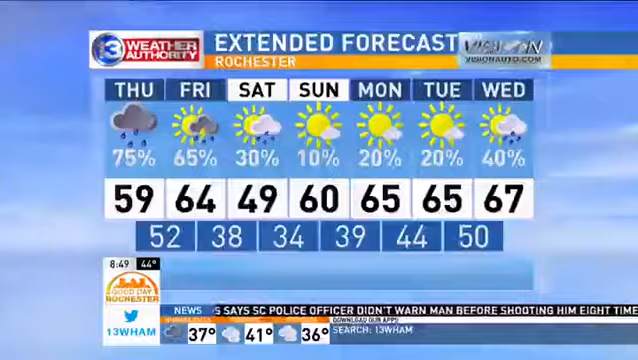 13 WEATHER AUTHORITY
EXTENDED FORECAST
ROCHESTER
VISION
VISIONAUTO.COM
THU FRI SAT SUN MON TUE WED
75% 65% 30% 10% 20% 20% 40%
59 64 49 60 65 65 67
52 38 34 39 44 50
8:49 44°
GOOD DAY
ROCHESTER
13WHAM
NEWS S SAYS SC POLICE OFFICER DIDN'T WARN MAN BEFORE SHOOTING HIM EIGHT TIME
DOWNLOAD OUR APP!
37° 41° 36° SEARCH: 13WHAM